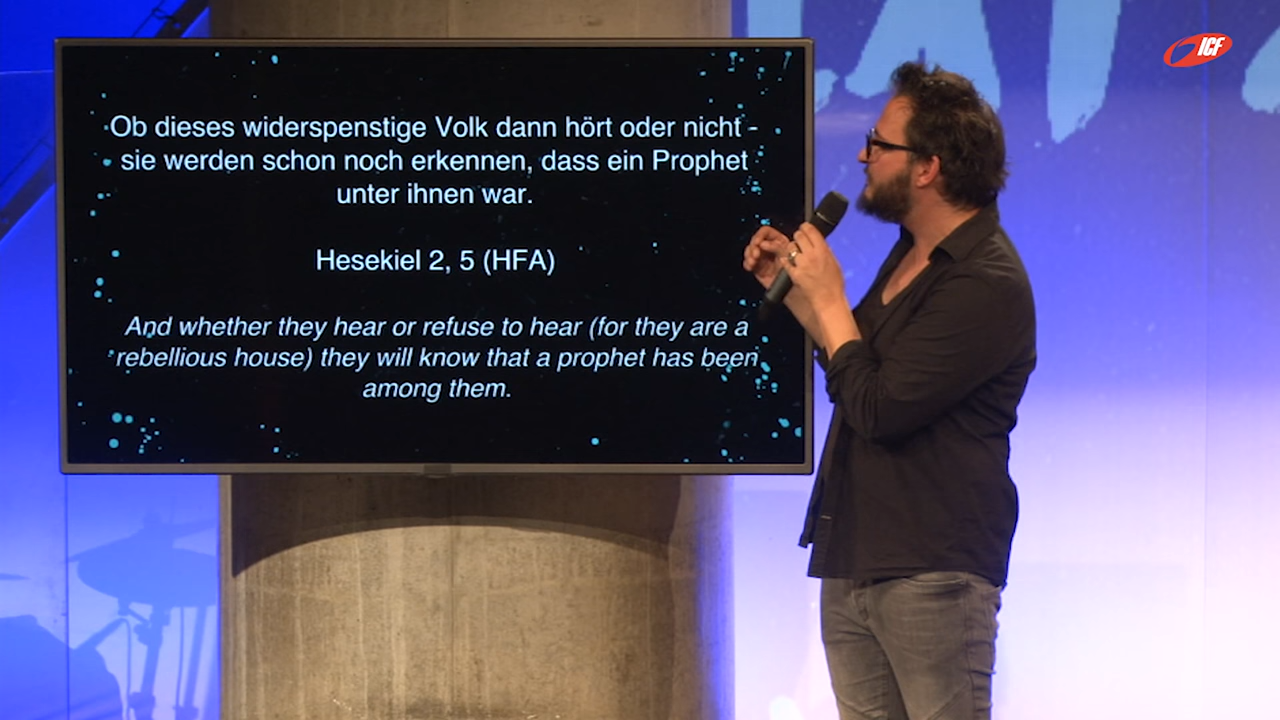 ICF
Ob dieses widerspenstige Volk dann hört oder nicht -
sie werden schon noch erkennen, dass ein Prophet
unter ihnen war.
Hesekiel 2, 5 (HFA)
And whether they hear or refuse to hear (for they are a
rebellious house) they will know that a prophet has been
among them.